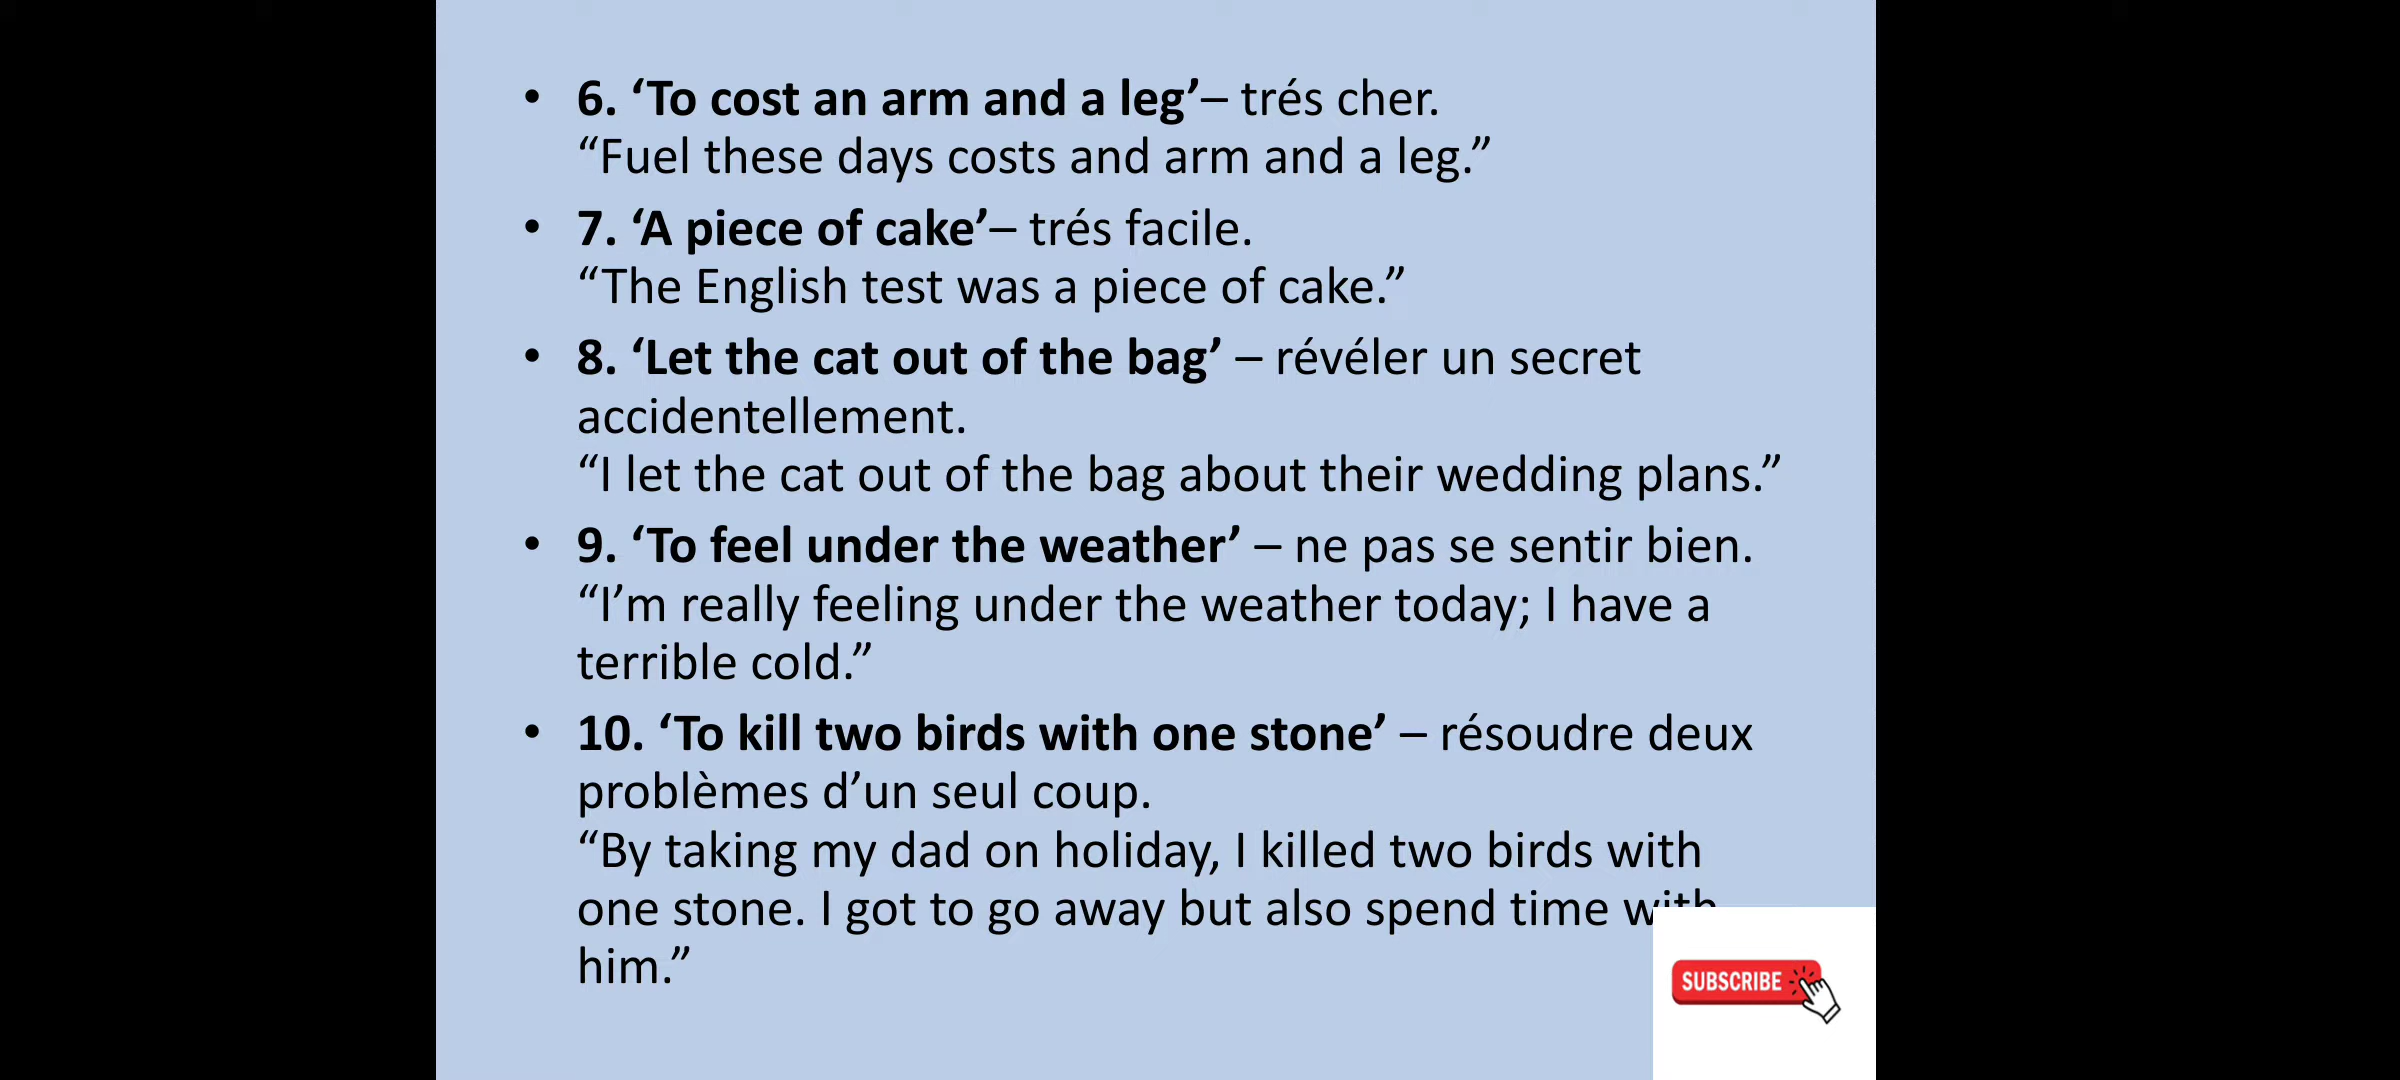 • 6. ‘To cost an arm and a leg’– trés cher.
“Fuel these days costs and arm and a leg.”
• 7. ‘A piece of cake’– trés facile.
“The English test was a piece of cake.”
• 8. ‘Let the cat out of the bag’ – révéler un secret
accidentellement.
“I let the cat out of the bag about their wedding plans.”
• 9. ‘To feel under the weather’ – ne pas se sentir bien.
“I’m really feeling under the weather today; I have a
terrible cold.”
• 10. ‘To kill two birds with one stone’ – résoudre deux
problèmes d’un seul coup.
“By taking my dad on holiday, I killed two birds with
one stone. I got to go away but also spend time with
him.”
SUBSCRIBE